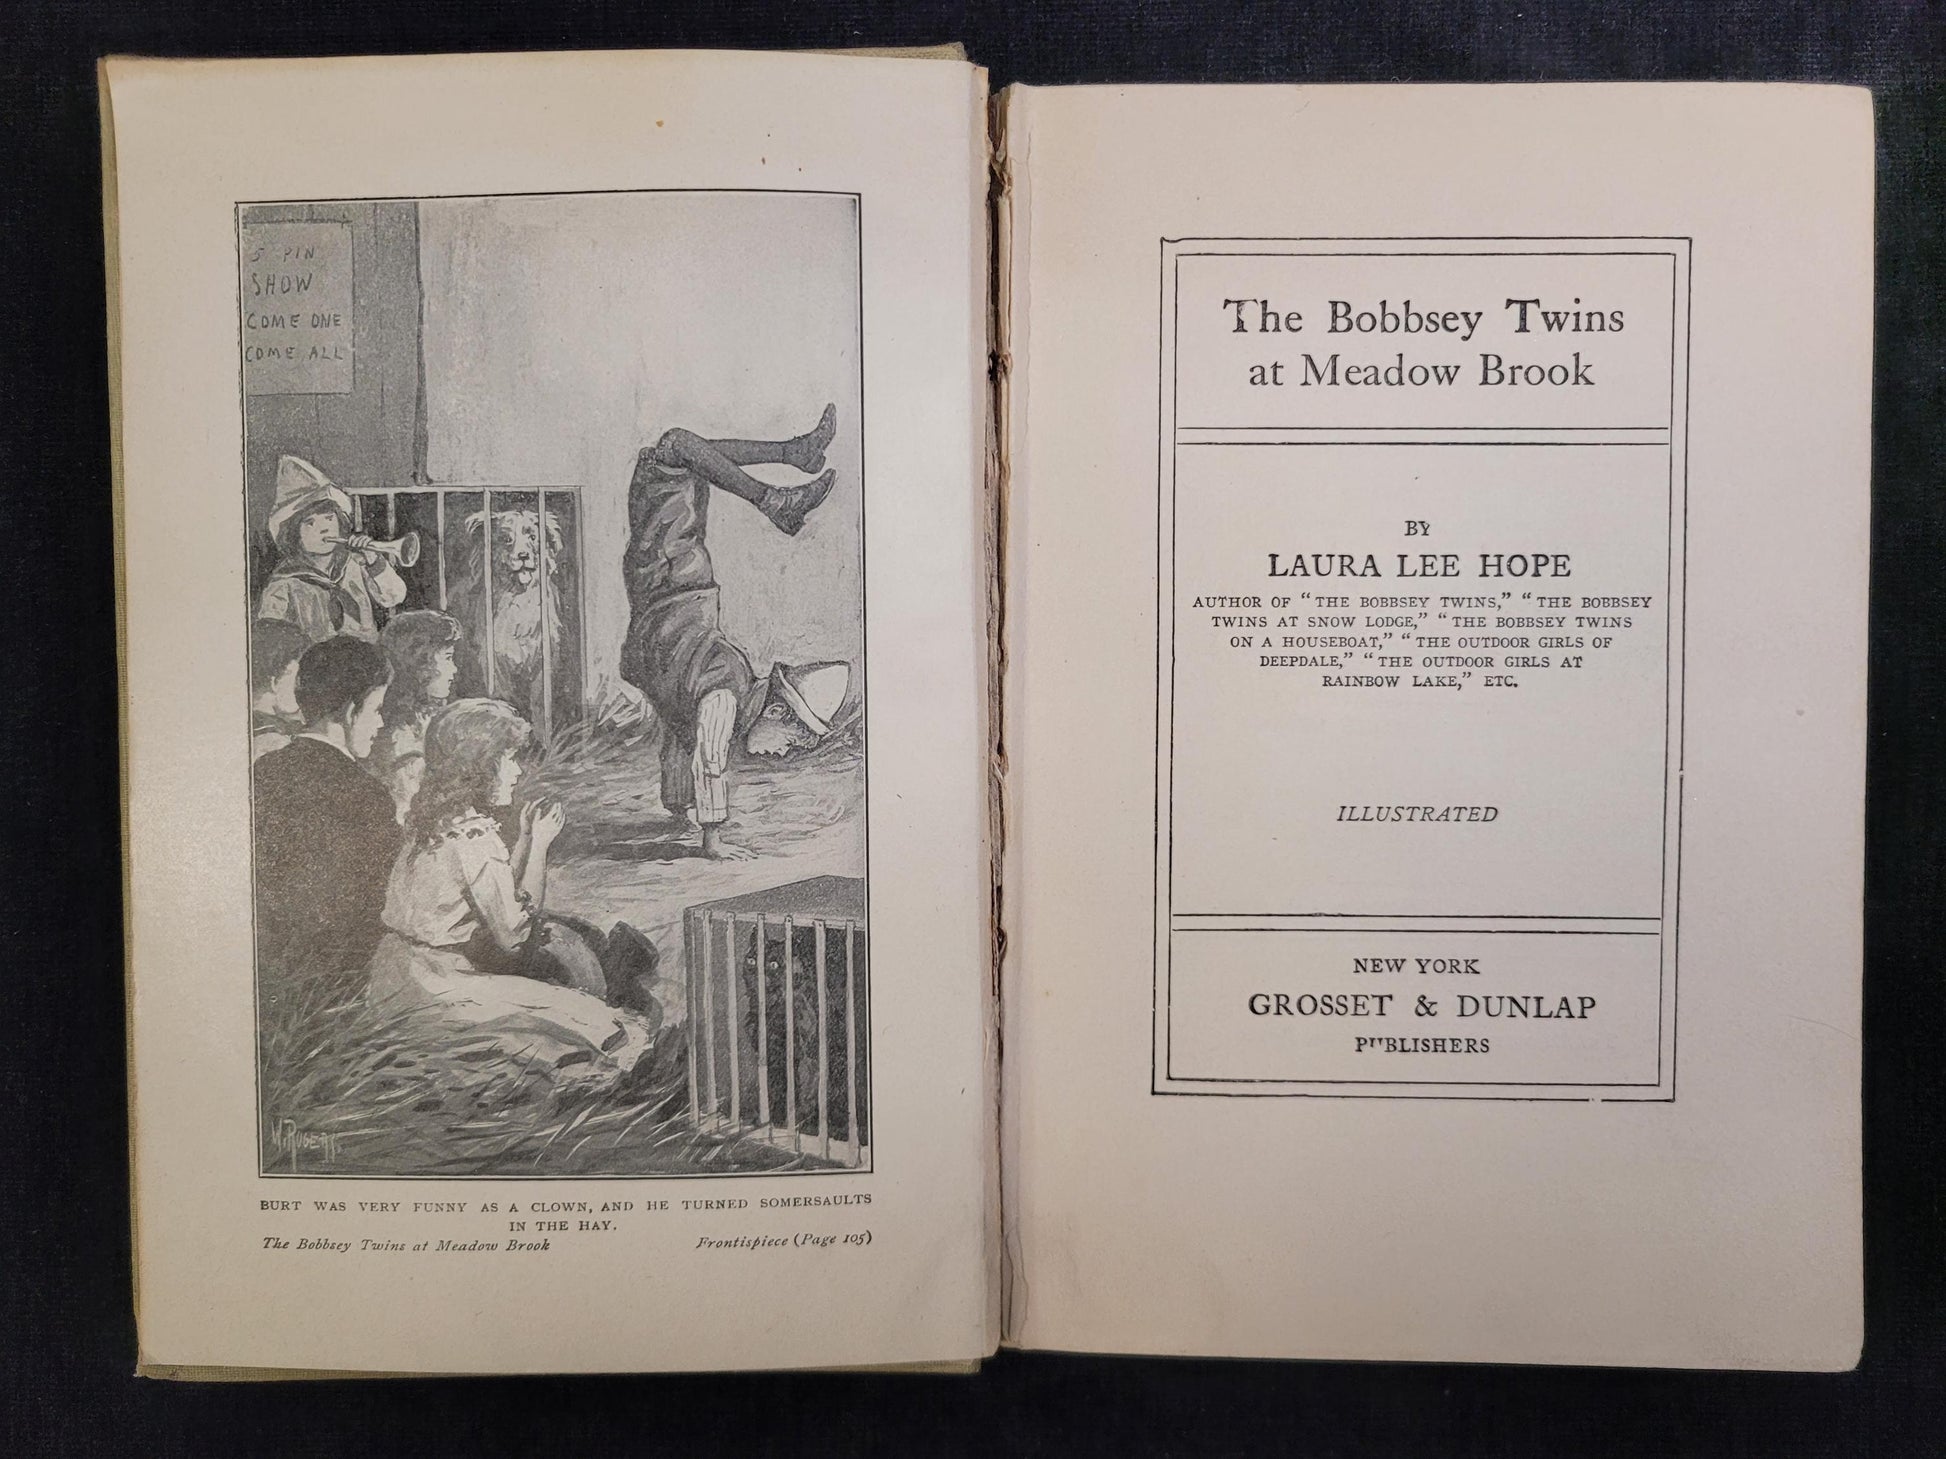 5 PIN
SHOW
COME ONE
COME ALL
W. ROGERS
BURT WAS VERY FUNNY AS A CLOWN, AND HE TURNED SOMERSAULTS
IN THE HAY.
The Bobbsey Twins at Meadow Brook Frontispiece (Page 105)
The Bobbsey Twins
at Meadow Brook
BY
LAURA LEE HOPE
AUTHOR OF “THE BOBBSEY TWINS,” “THE BOBBSEY
TWINS AT SNOW LODGE,” “THE BOBBSEY TWINS
ON A HOUSEBOAT,” “THE OUTDOOR GIRLS OF
DEEPDALE,” “THE OUTDOOR GIRLS AT
RAINBOW LAKE,” ETC.
ILLUSTRATED
NEW YORK
GROSSET & DUNLAP
PUBLISHERS